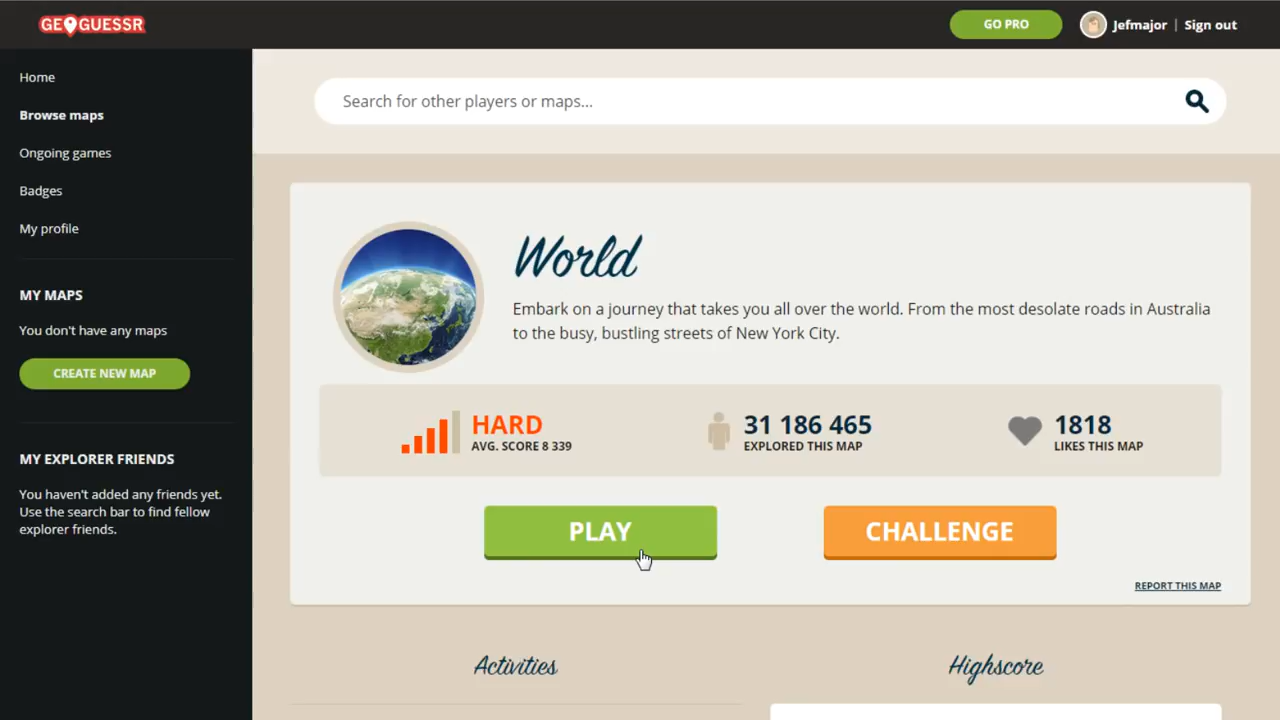 GEOGUESSR
GO PRO
Jefmajor | Sign out
Home
Browse maps
Ongoing games
Badges
My profile
MY MAPS
You don't have any maps
CREATE NEW MAP
MY EXPLORER FRIENDS
You haven't added any friends yet.
Use the search bar to find fellow
explorer friends.
Search for other players or maps...
World
Embark on a journey that takes you all over the world. From the most desolate roads in Australia
to the busy, bustling streets of New York City.
HARD
AVG. SCORE 8 339
31 186 465
EXPLORED THIS MAP
1818
LIKES THIS MAP
PLAY
CHALLENGE
REPORT THIS MAP
Activities
Highscore